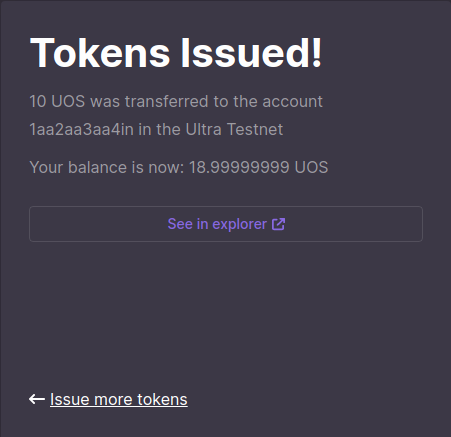 Tokens Issued!
10 UOS was transferred to the account
1aa2aa3aa4in in the Ultra Testnet
Your balance is now: 18.99999999 UOS
See in explorer
Issue more tokens